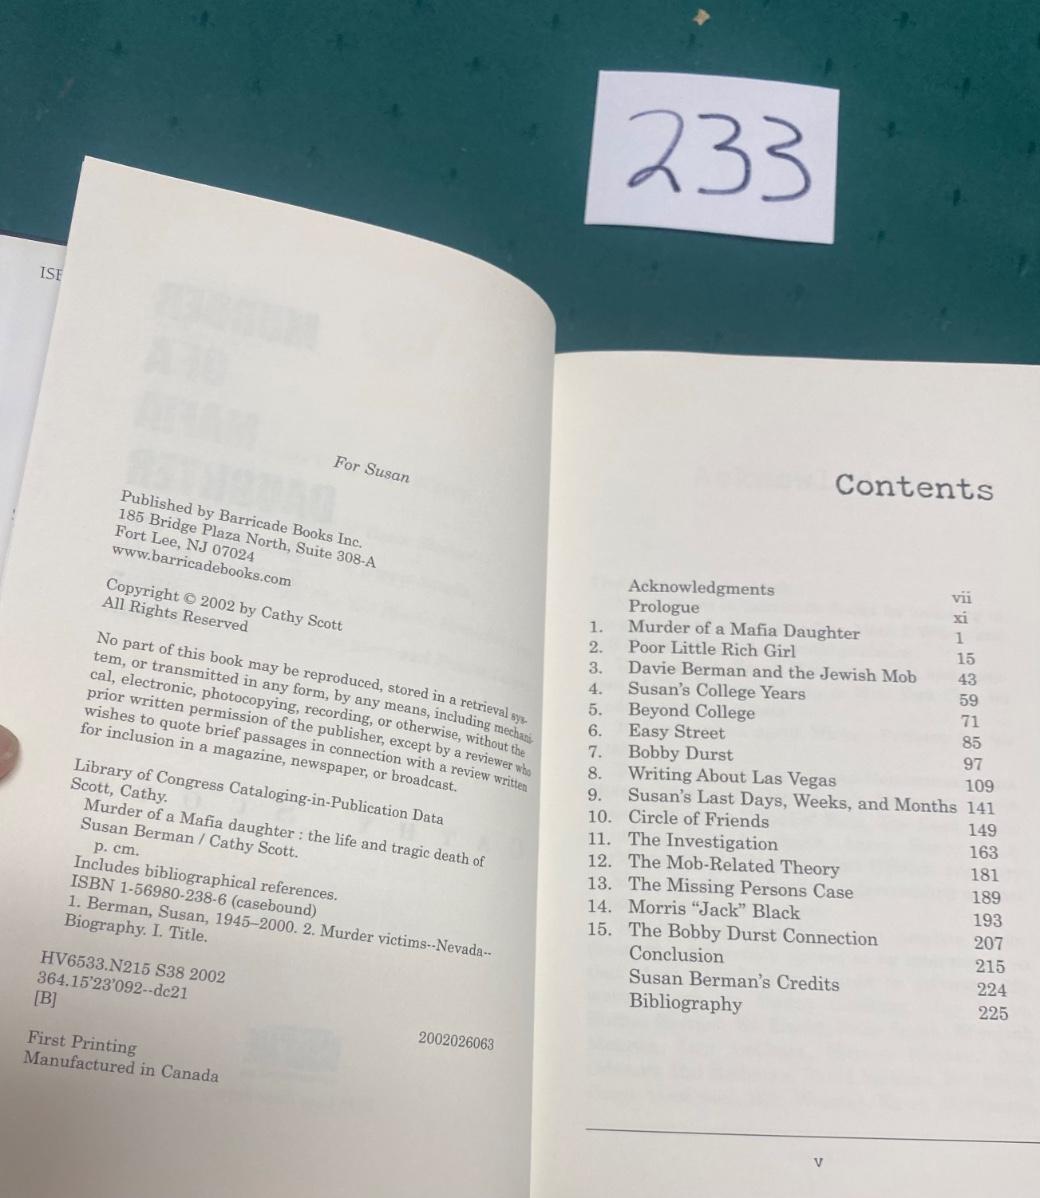 233
For Susan
Published by Barricade Books Inc.
185 Bridge Plaza North, Suite 308-A
Fort Lee, NJ 07024
www.barricadebooks.com
Copyright © 2002 by Cathy Scott
All Rights Reserved
No part of this book may be reproduced, stored in a retrieval sys-
tem, or transmitted in any form, by any means, including mechani-
cal, electronic, photocopying, recording, or otherwise, without the
prior written permission of the publisher, except by a reviewer who
wishes to quote brief passages in connection with a review written
for inclusion in a magazine, newspaper, or broadcast.
Library of Congress Cataloging-in-Publication Data
Scott, Cathy.
Murder of a Mafia daughter : the life and tragic death of
Susan Berman / Cathy Scott.
p. cm.
Includes bibliographical references.
ISBN 1-56980-238-6 (casebound)
1. Berman, Susan, 1945–2000. 2. Murder victims--Nevada--
Biography. I. Title.
HV6533.N215 S38 2002
364.15'23'092--dc21
[B]
2002026063
First Printing
Manufactured in Canada
Contents
Acknowledgments vii
Prologue xi
1. Murder of a Mafia Daughter 1
2. Poor Little Rich Girl 15
3. Davie Berman and the Jewish Mob 43
4. Susan's College Years 59
5. Beyond College 71
6. Easy Street 85
7. Bobby Durst 97
8. Writing About Las Vegas 109
9. Susan's Last Days, Weeks, and Months 141
10. Circle of Friends 149
11. The Investigation 163
12. The Mob-Related Theory 181
13. The Missing Persons Case 189
14. Morris "Jack" Black 193
15. The Bobby Durst Connection 207
Conclusion 215
Susan Berman's Credits 224
Bibliography 225
v